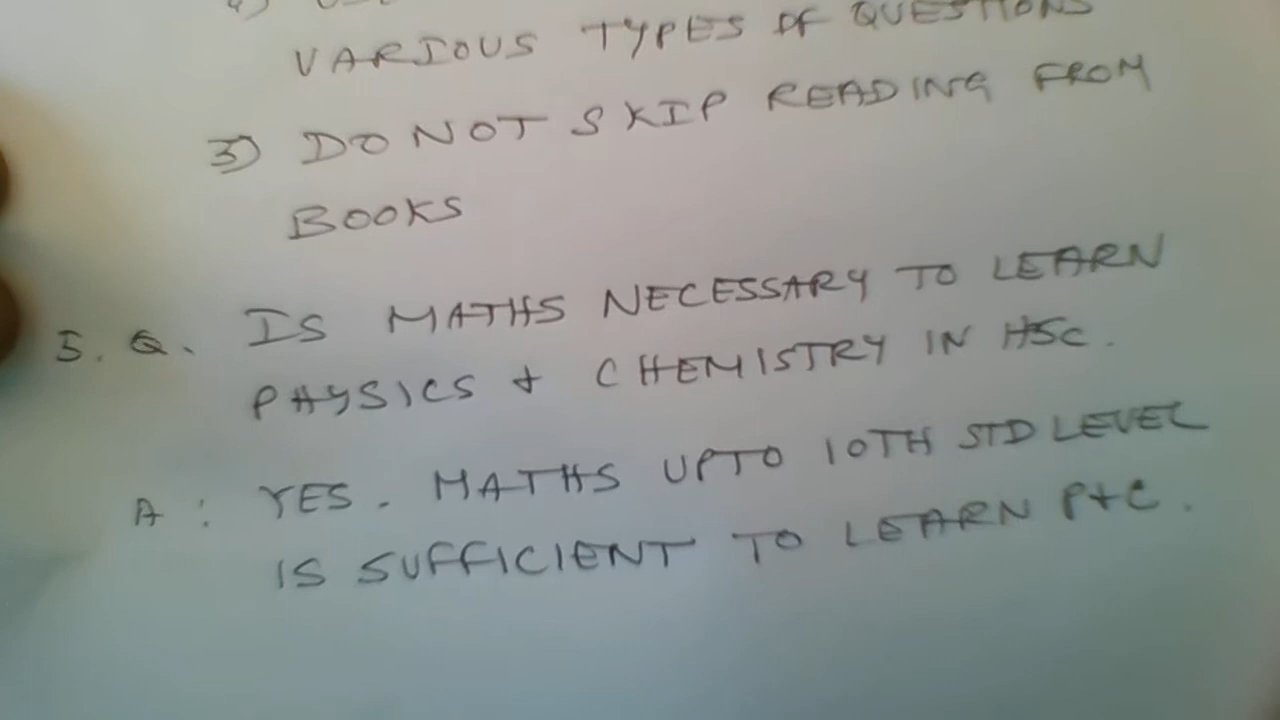 VARIOUS TYPES OF QUESTIONS
3) DO NOT SKIP READING FROM
BOOKS
5. Q. IS MATHS NECESSARY TO LEARN
PHYSICS & CHEMISTRY IN HSC.
A : YES. MATHS UPTO 10TH STD LEVEL
IS SUFFICIENT TO LEARN P+C.